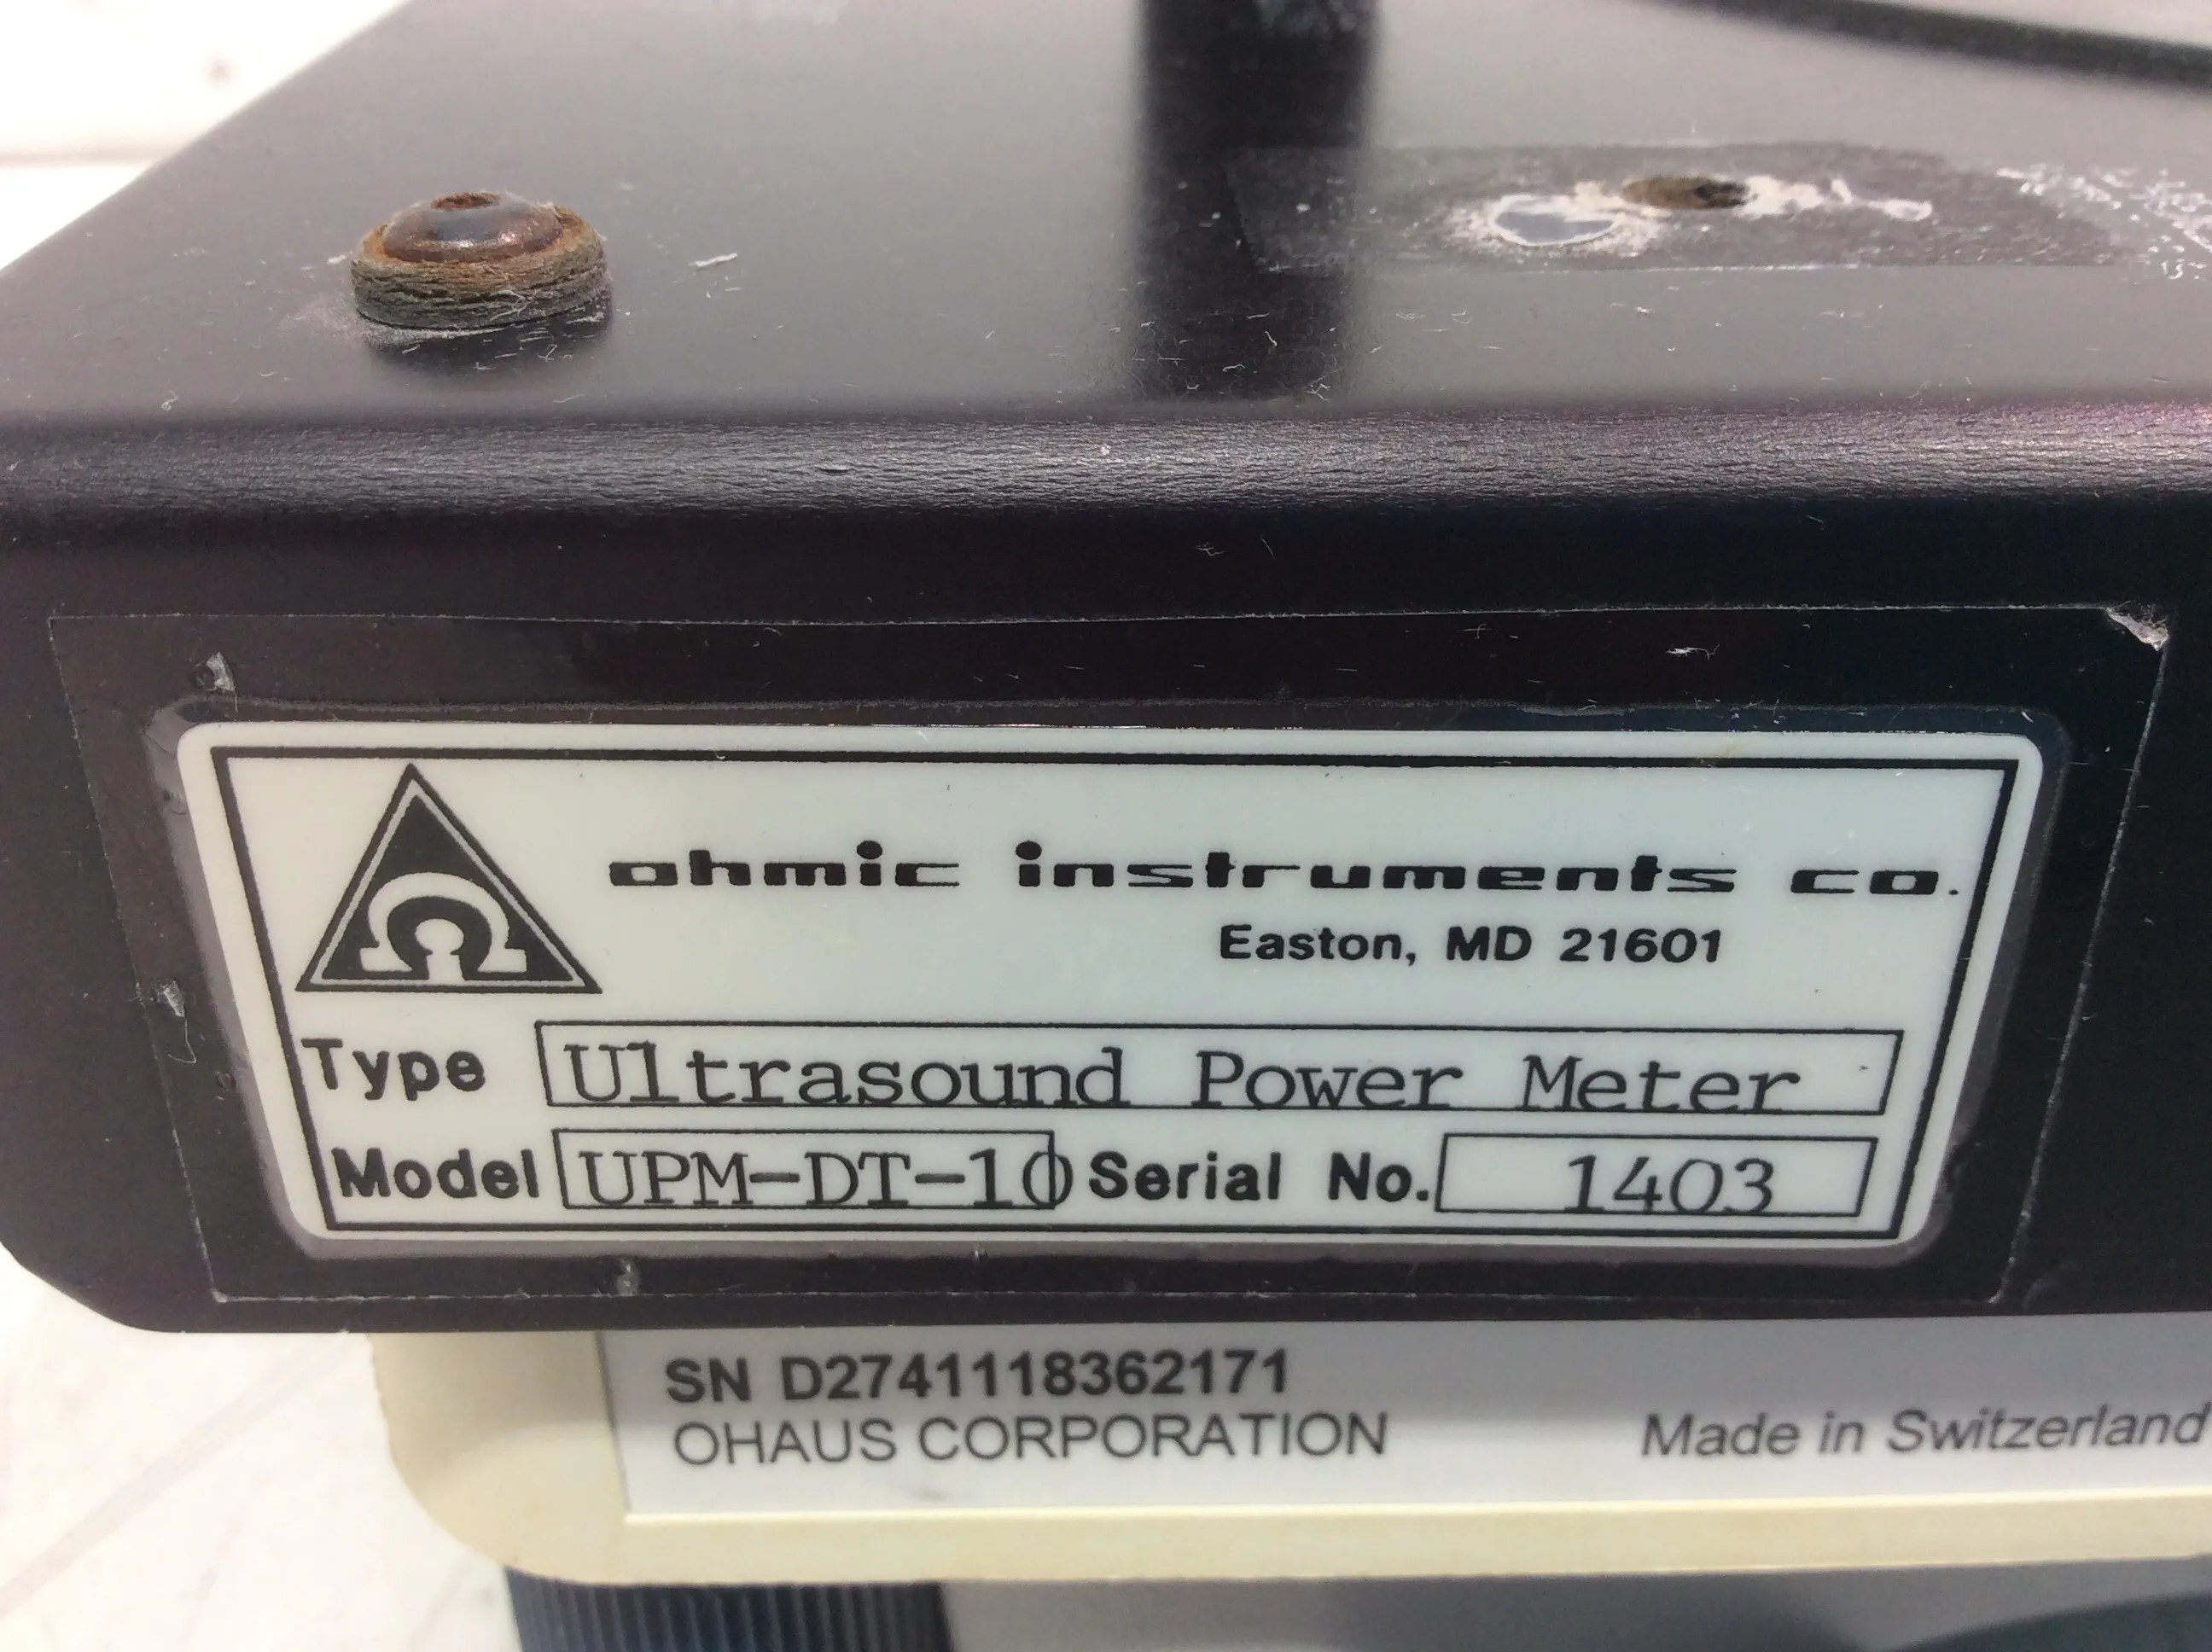 ohmic instruments co.
Easton, MD 21601
Type Ultrasound Power Meter
Model UPM-DT-10 Serial No. 1403
SN D2741118362171
OHAUS CORPORATION Made in Switzerland